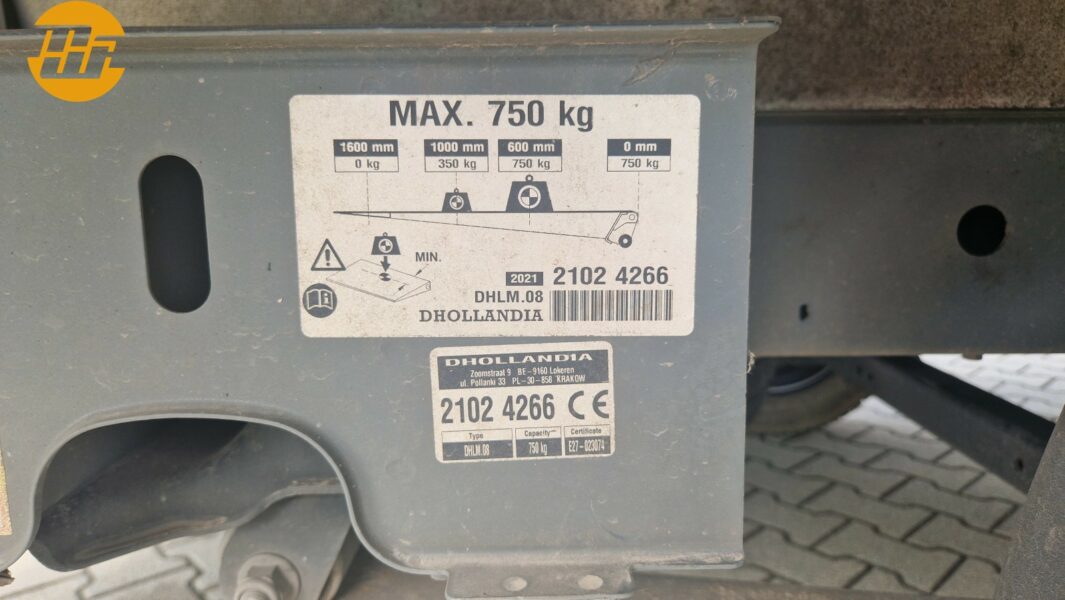 MAX. 750 kg
1600 mm 1000 mm 600 mm 0 mm
0 kg 350 kg 750 kg 750 kg
MIN.
2021 2102 4266
DHLM.08
DHOLLANDIA
DHOLLANDIA
Zoomstraat 9 BE-9160 Lokeren
ul. Pollanki 33 PL-30-858 KRAKOW
2102 4266 CE
Type Capacity Certificate
DHLM.08 750 kg E27-023074